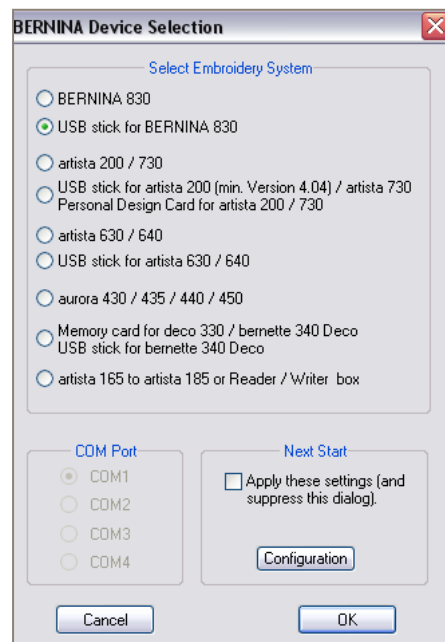 BERNINA Device Selection
Select Embroidery System
BERNINA 830
USB stick for BERNINA 830
artista 200 / 730
USB stick for artista 200 (min. Version 4.04) / artista 730
Personal Design Card for artista 200 / 730
artista 630 / 640
USB stick for artista 630 / 640
aurora 430 / 435 / 440 / 450
Memory card for deco 330 / bernette 340 Deco
USB stick for bernette 340 Deco
artista 165 to artista 185 or Reader / Writer box
COM Port
COM1
COM2
COM3
COM4
Next Start
Apply these settings (and
suppress this dialog).
Configuration
Cancel
OK